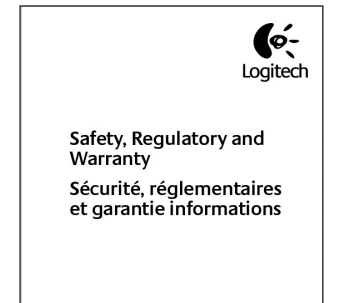 Logitech
Safety, Regulatory and
Warranty
Sécurité, réglementaires
et garantie informations